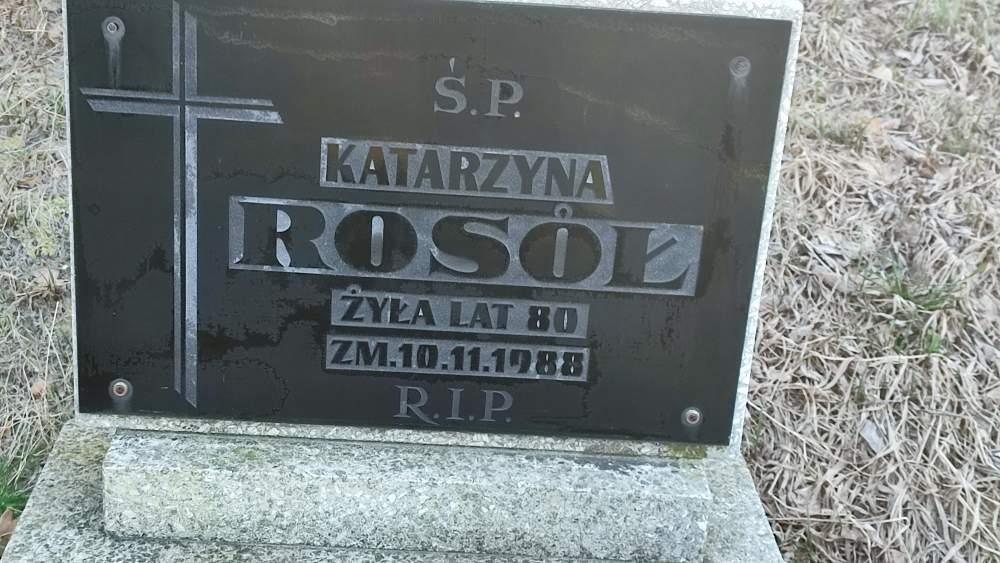 Ś.P.
KATARZYNA
ROSÓŁ
ŻYŁA LAT 80
ZM.10.11.1988
R.I.P.